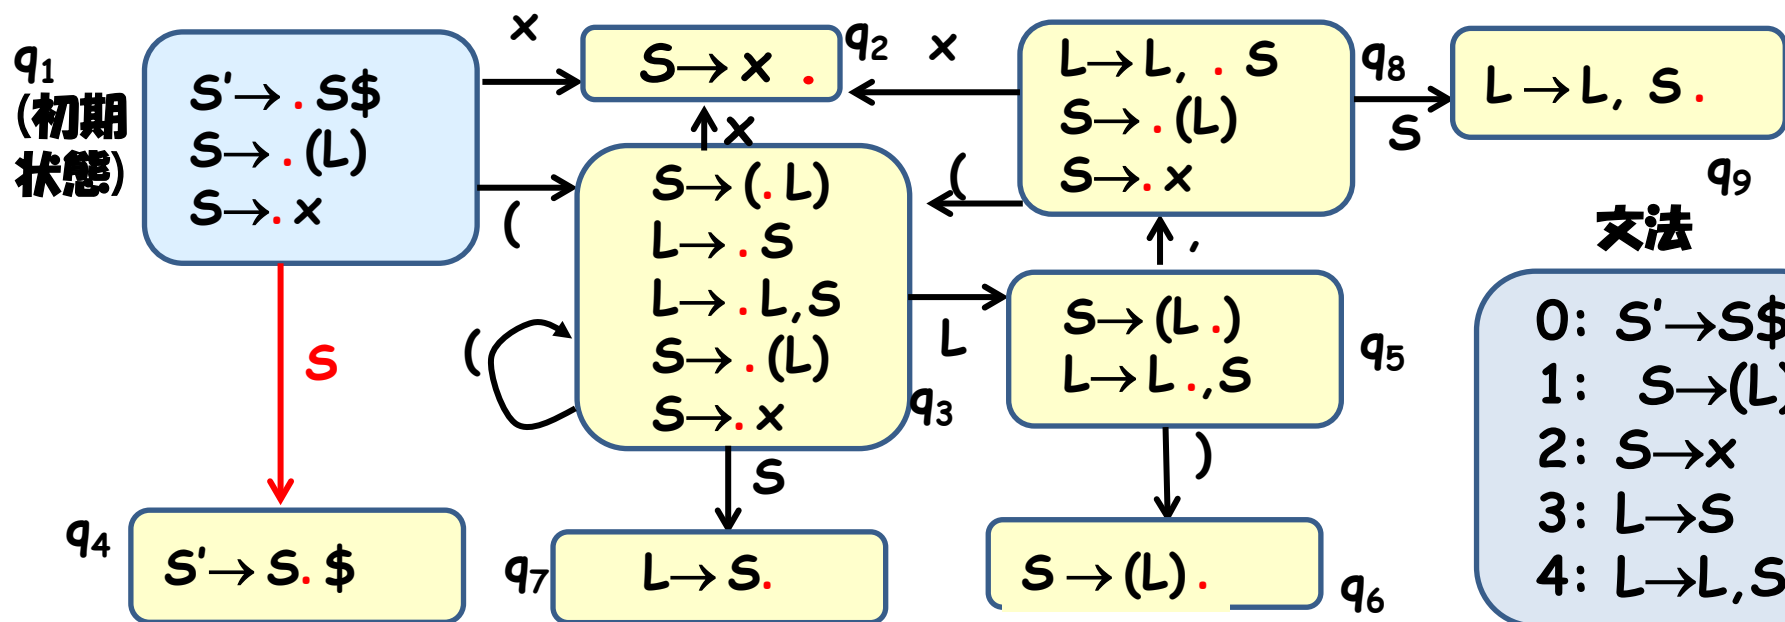 q1
(初期
状態)
S'→ . S$
S→ . (L)
S→. x
x
(
S
S→ x .
q2
x
x
L→L, . S
S→ . (L)
S→. x
q8
S
L →L, S .
q9
(
S→(. L)
L→ . S
L→ . L,S
S→ . (L)
S→. x
q3
(
L
,
S→(L .)
L→L .,S
q5
)
S
q4
S'→ S. $
q7
L→ S.
S →(L) .
q6
文法
0: S'→S$
1: S→(L)
2: S→x
3: L→S
4: L→L,S